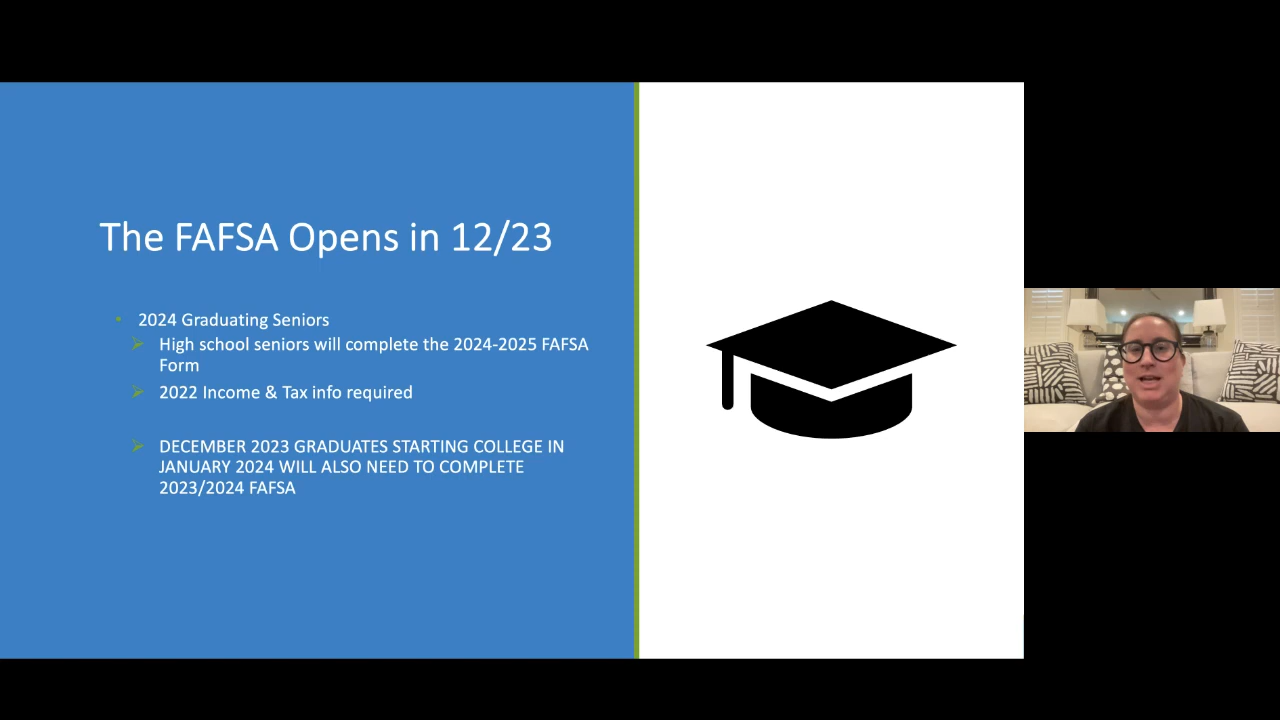 The FAFSA Opens in 12/23
• 2024 Graduating Seniors
➢ High school seniors will complete the 2024-2025 FAFSA
Form
➢ 2022 Income & Tax info required
➢ DECEMBER 2023 GRADUATES STARTING COLLEGE IN
JANUARY 2024 WILL ALSO NEED TO COMPLETE
2023/2024 FAFSA